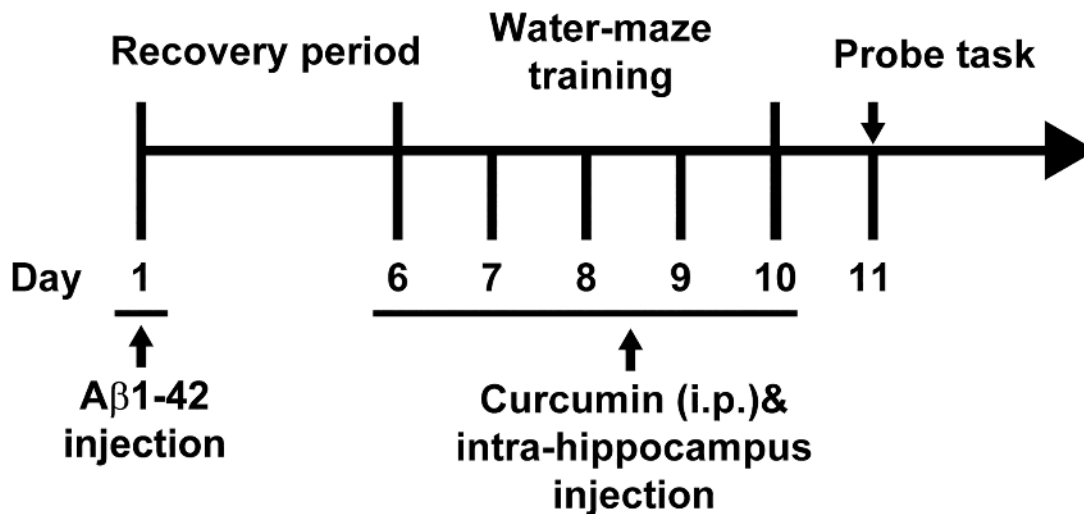 Recovery period
Water-maze
training
Probe task
Day 1 6 7 8 9 10 11
Aβ1-42
injection
Curcumin (i.p.)&
intra-hippocampus
injection